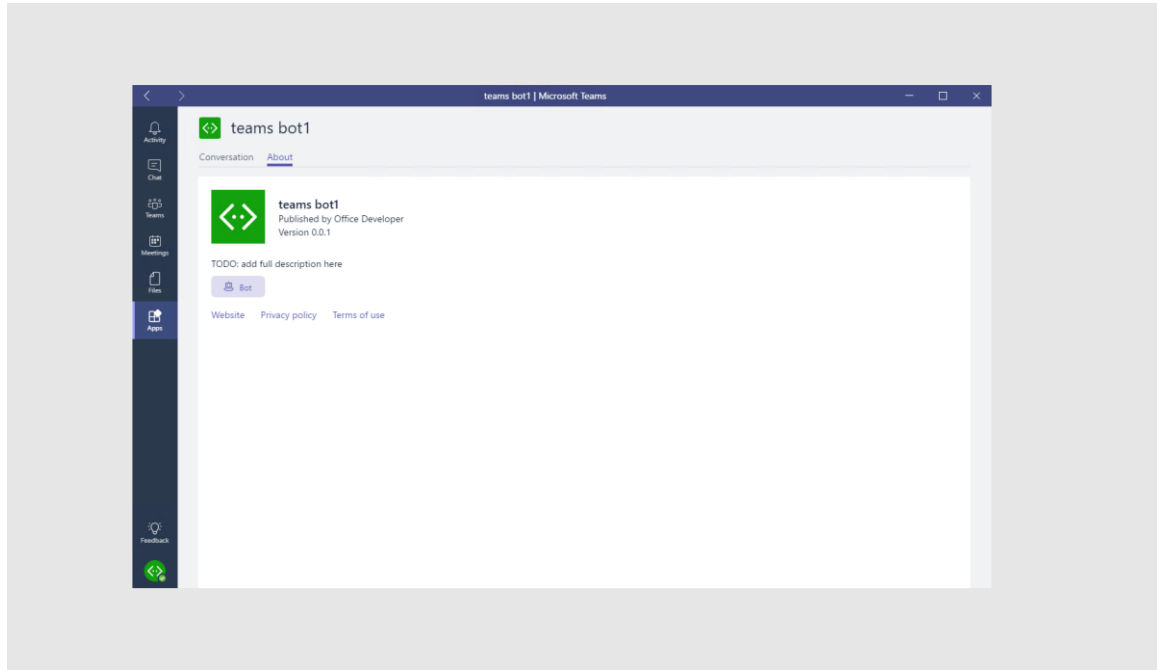 teams bot1 | Microsoft Teams
Activity
Chat
Teams
Meetings
Files
Apps
Feedback
teams bot1
Conversation About
teams bot1
Published by Office Developer
Version 0.0.1
TODO: add full description here
Bot
Website Privacy policy Terms of use